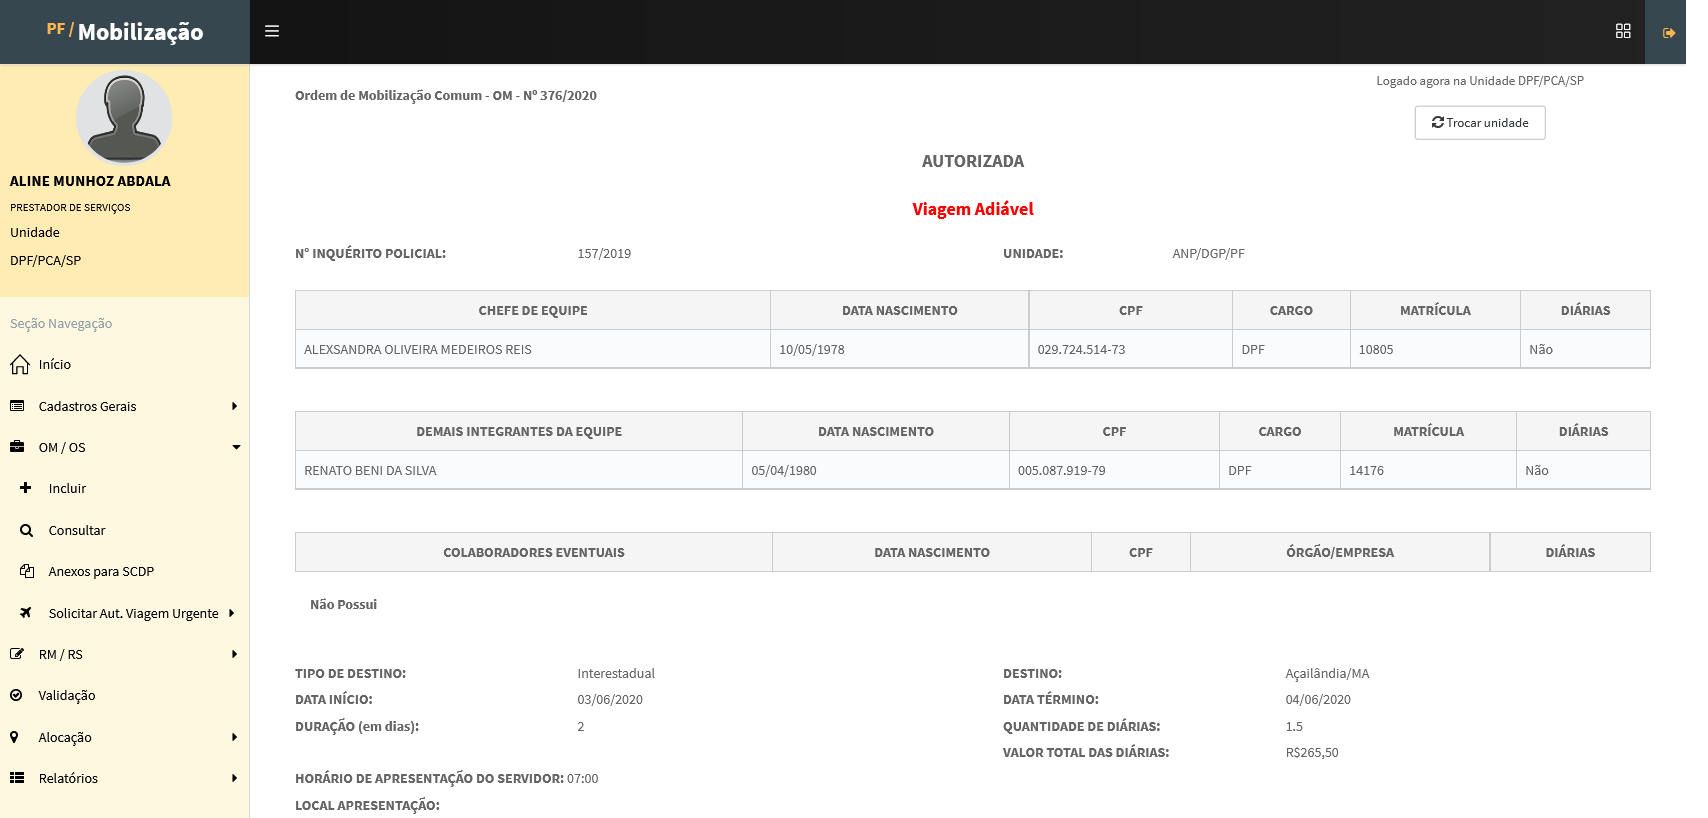 PF / Mobilização
Logado agora na Unidade DPF/PCA/SP
Trocar unidade
ALINE MUNHOZ ABDALA
PRESTADOR DE SERVIÇOS
Unidade
DPF/PCA/SP
Seção Navegação
Início
Cadastros Gerais
OM / OS
Incluir
Consultar
Anexos para SCDP
Solicitar Aut. Viagem Urgente
RM / RS
Validação
Alocação
Relatórios
Ordem de Mobilização Comum - OM - Nº 376/2020
AUTORIZADA
Viagem Adiável
N° INQUÉRITO POLICIAL: 157/2019 UNIDADE: ANP/DGP/PF
CHEFE DE EQUIPE DATA NASCIMENTO CPF CARGO MATRÍCULA DIÁRIAS
ALEXSANDRA OLIVEIRA MEDEIROS REIS 10/05/1978 029.724.514-73 DPF 10805 Não
DEMAIS INTEGRANTES DA EQUIPE DATA NASCIMENTO CPF CARGO MATRÍCULA DIÁRIAS
RENATO BENI DA SILVA 05/04/1980 005.087.919-79 DPF 14176 Não
COLABORADORES EVENTUAIS DATA NASCIMENTO CPF ÓRGÃO/EMPRESA DIÁRIAS
Não Possui
TIPO DE DESTINO: Interestadual DESTINO: Açailândia/MA
DATA INÍCIO: 03/06/2020 DATA TÉRMINO: 04/06/2020
DURAÇÃO (em dias): 2 QUANTIDADE DE DIÁRIAS: 1.5
VALOR TOTAL DAS DIÁRIAS: R$265,50
HORÁRIO DE APRESENTAÇÃO DO SERVIDOR: 07:00
LOCAL APRESENTAÇÃO: